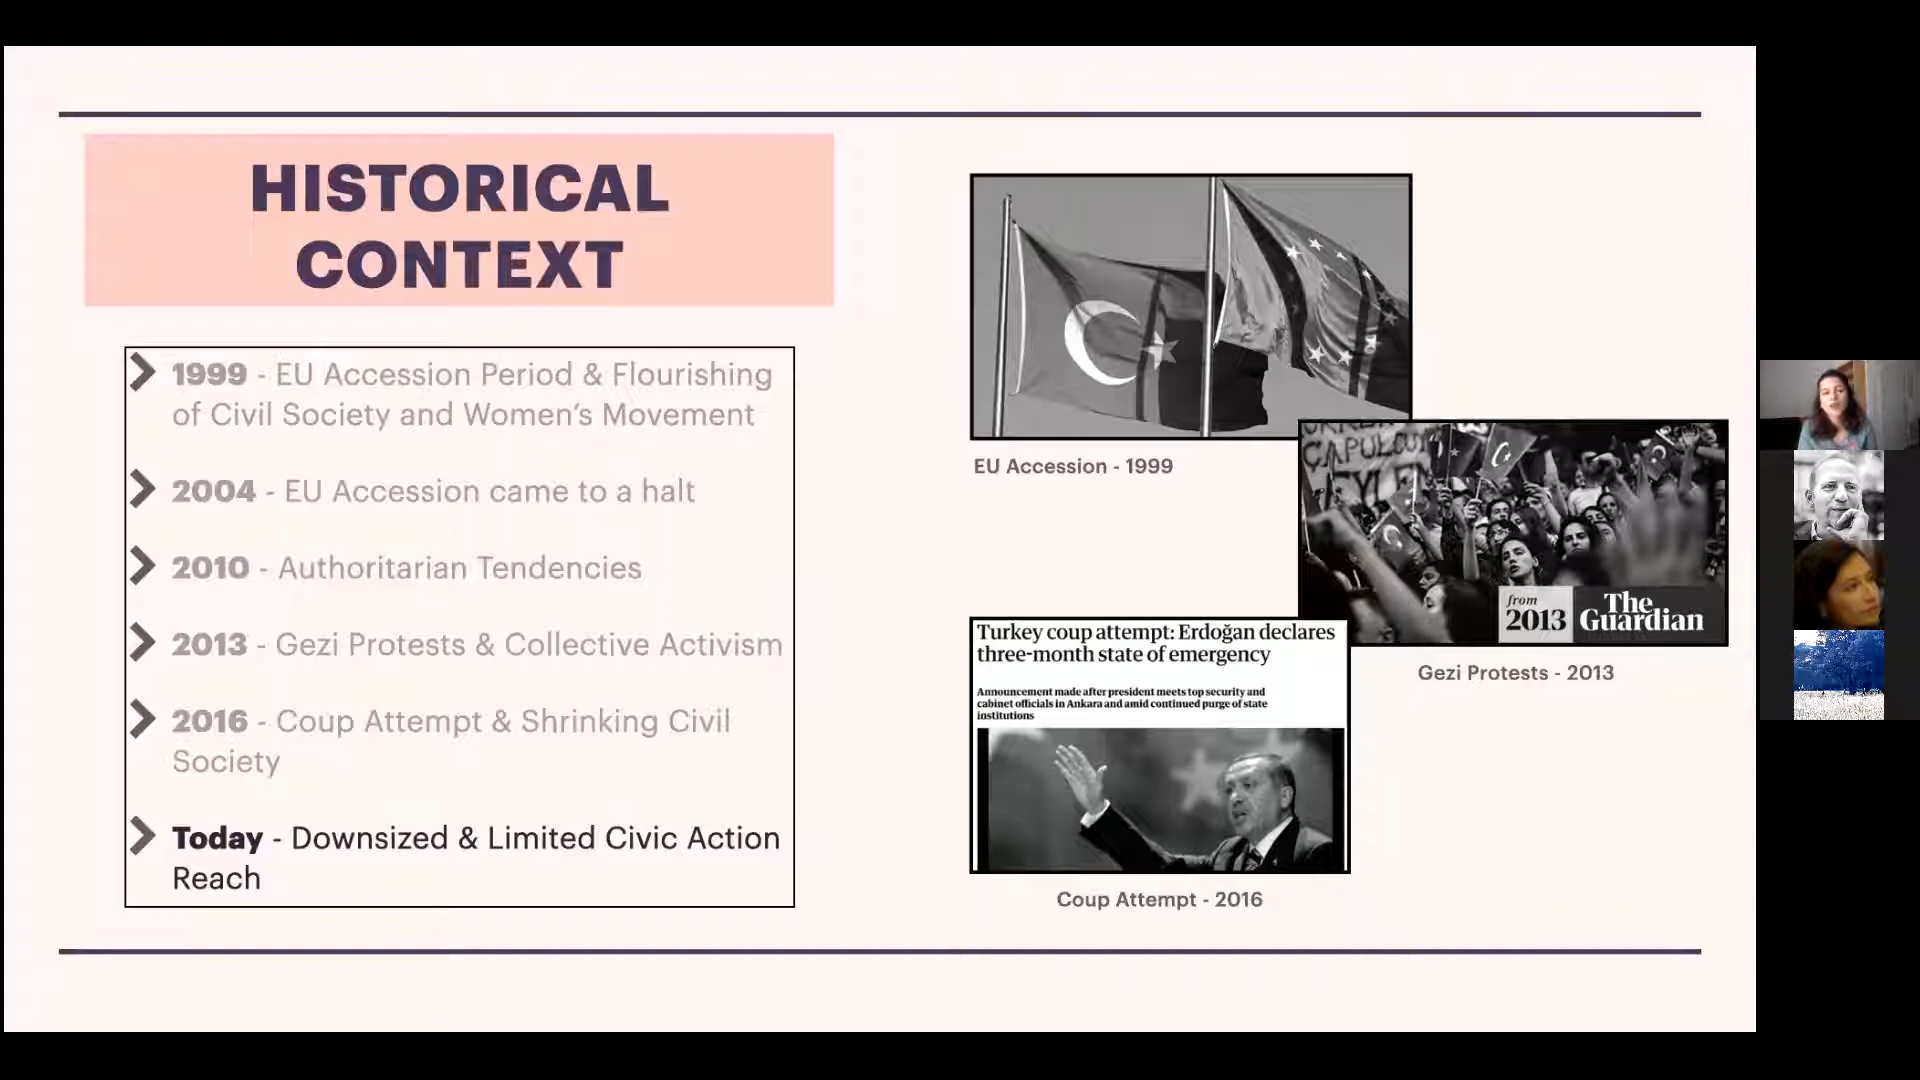 HISTORICAL
CONTEXT
1999 - EU Accession Period & Flourishing
of Civil Society and Women's Movement
2004 - EU Accession came to a halt
2010 - Authoritarian Tendencies
2013 - Gezi Protests & Collective Activism
2016 - Coup Attempt & Shrinking Civil
Society
Today - Downsized & Limited Civic Action
Reach
EU Accession - 1999
ÇAPULCU
from
2013
The
Guardian
Gezi Protests - 2013
Turkey coup attempt: Erdoğan declares
three-month state of emergency
Announcement made after president meets top security and
cabinet officials in Ankara and amid continued purge of state
institutions
Coup Attempt - 2016